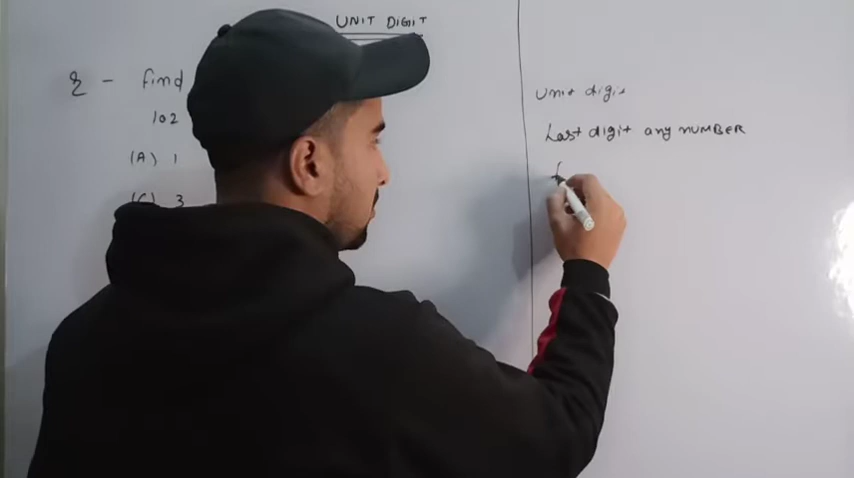 UNIT DIGIT
Q - find
102
(A) 1
(C) 3
Unit digit
Last digit any NUMBER